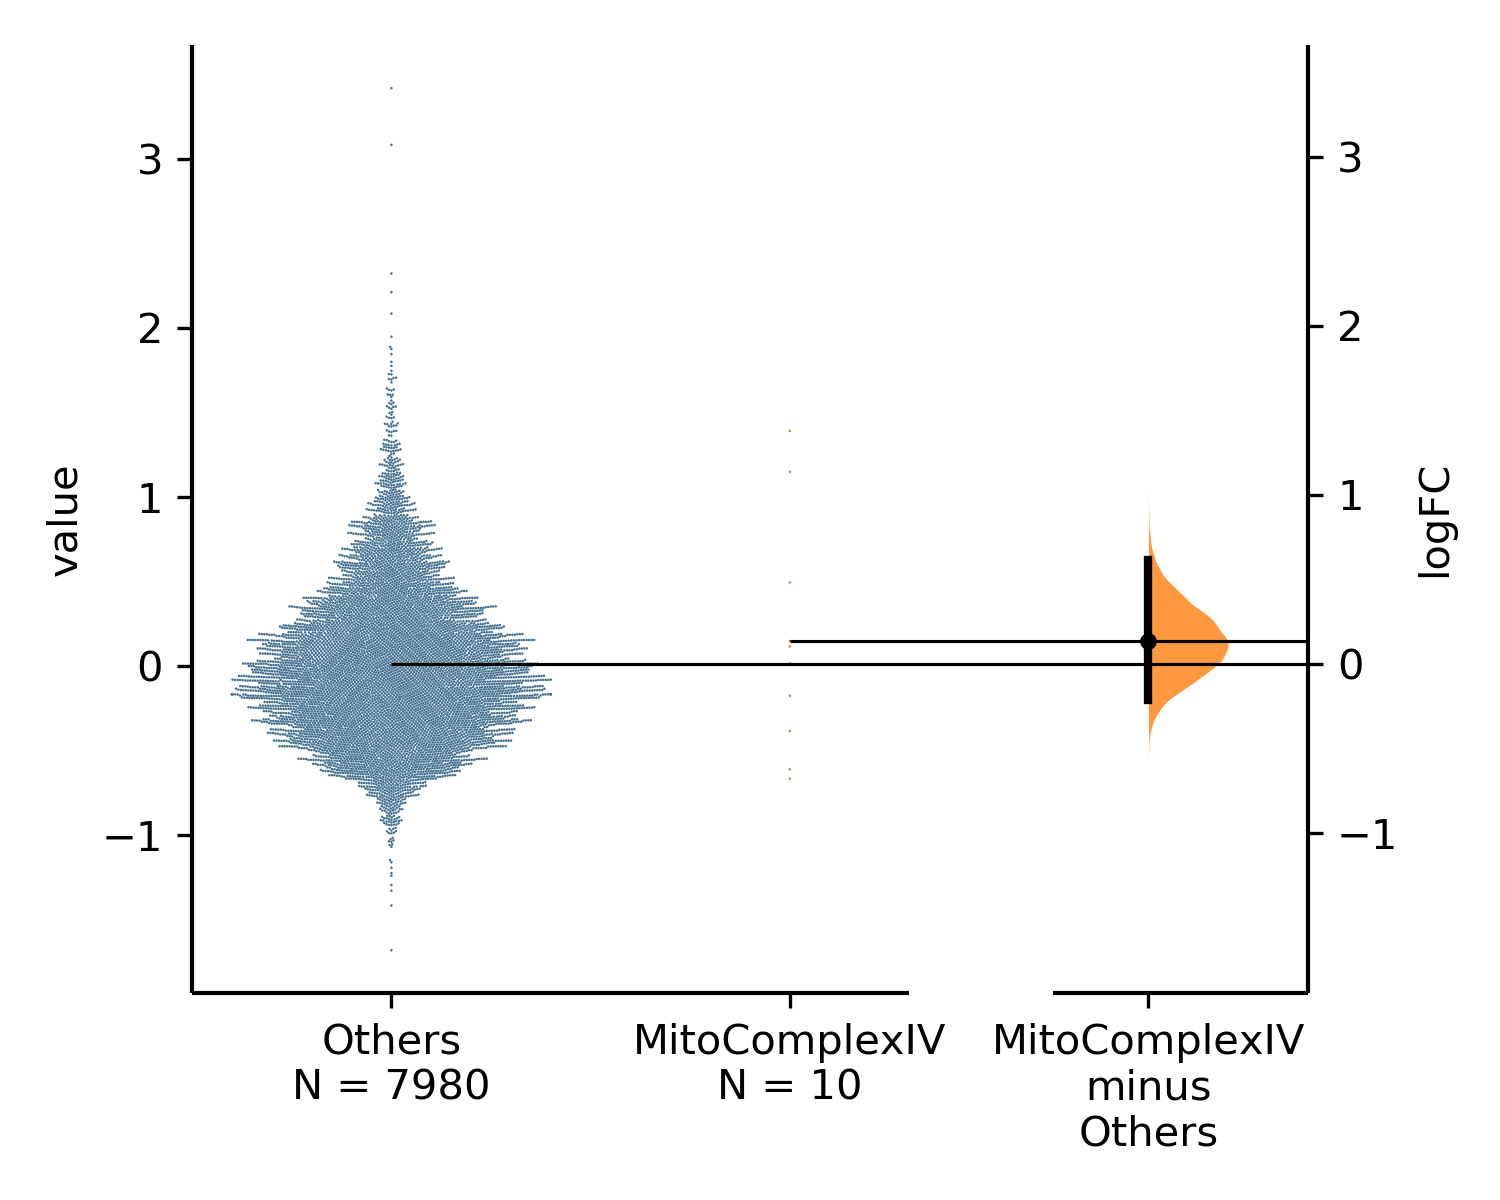 value
3
2
1
0
−1
3
2
1
0
−1
logFC
Others
N = 7980
MitoComplexIV
N = 10
MitoComplexIV
minus
Others